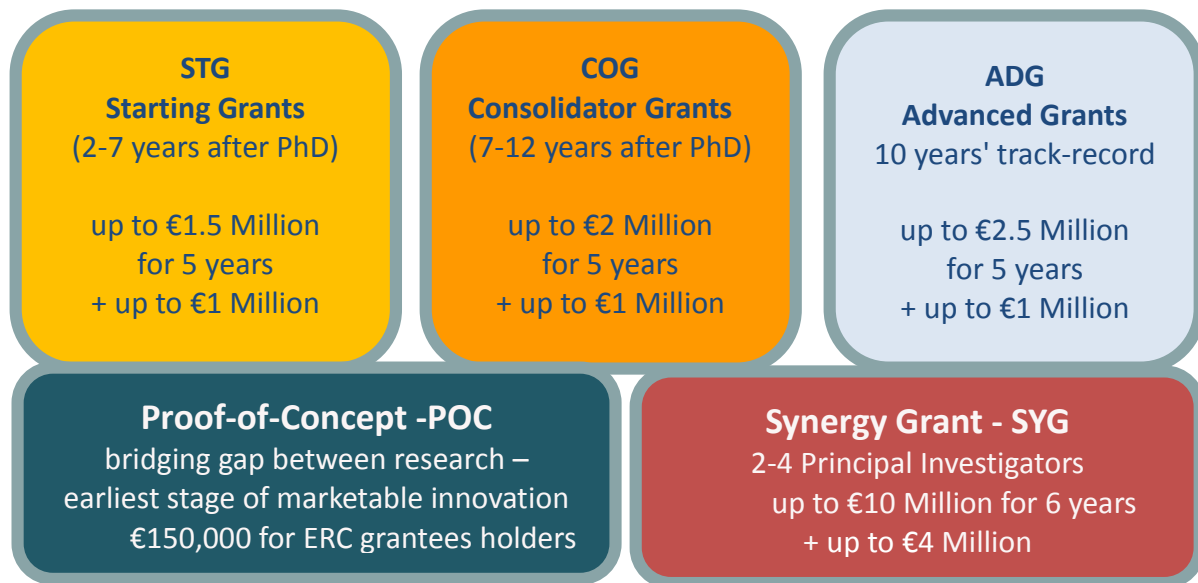 STG
Starting Grants
(2-7 years after PhD)
up to €1.5 Million
for 5 years
+ up to €1 Million
COG
Consolidator Grants
(7-12 years after PhD)
up to €2 Million
for 5 years
+ up to €1 Million
ADG
Advanced Grants
10 years' track-record
up to €2.5 Million
for 5 years
+ up to €1 Million
Proof-of-Concept -POC
bridging gap between research –
earliest stage of marketable innovation
€150,000 for ERC grantees holders
Synergy Grant - SYG
2-4 Principal Investigators
up to €10 Million for 6 years
+ up to €4 Million